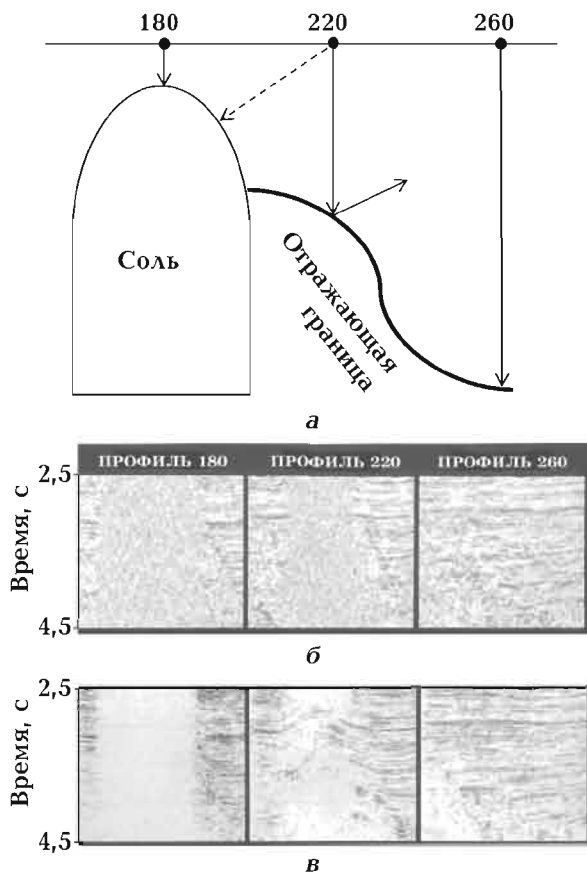 180 220 260
Соль
Отражающая
граница
а
2,5 ПРОФИЛЬ 180 ПРОФИЛЬ 220 ПРОФИЛЬ 260
Время, с
4,5
б
2,5
Время, с
4,5
в